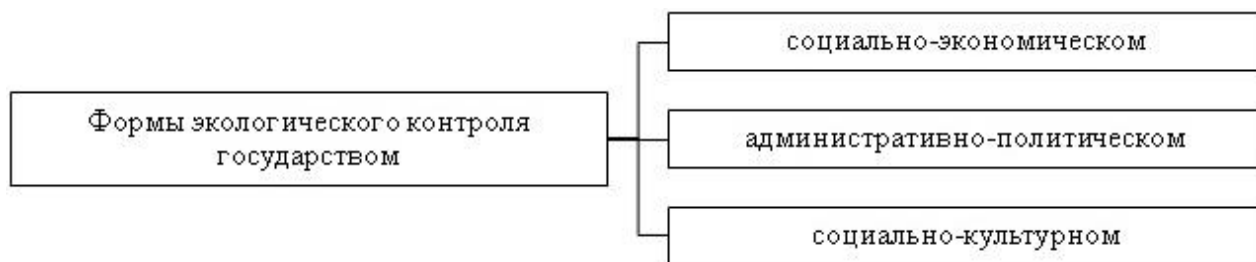 социально-экономическом
Формы экологического контроля
государством
административно-политическом
социально-культурном